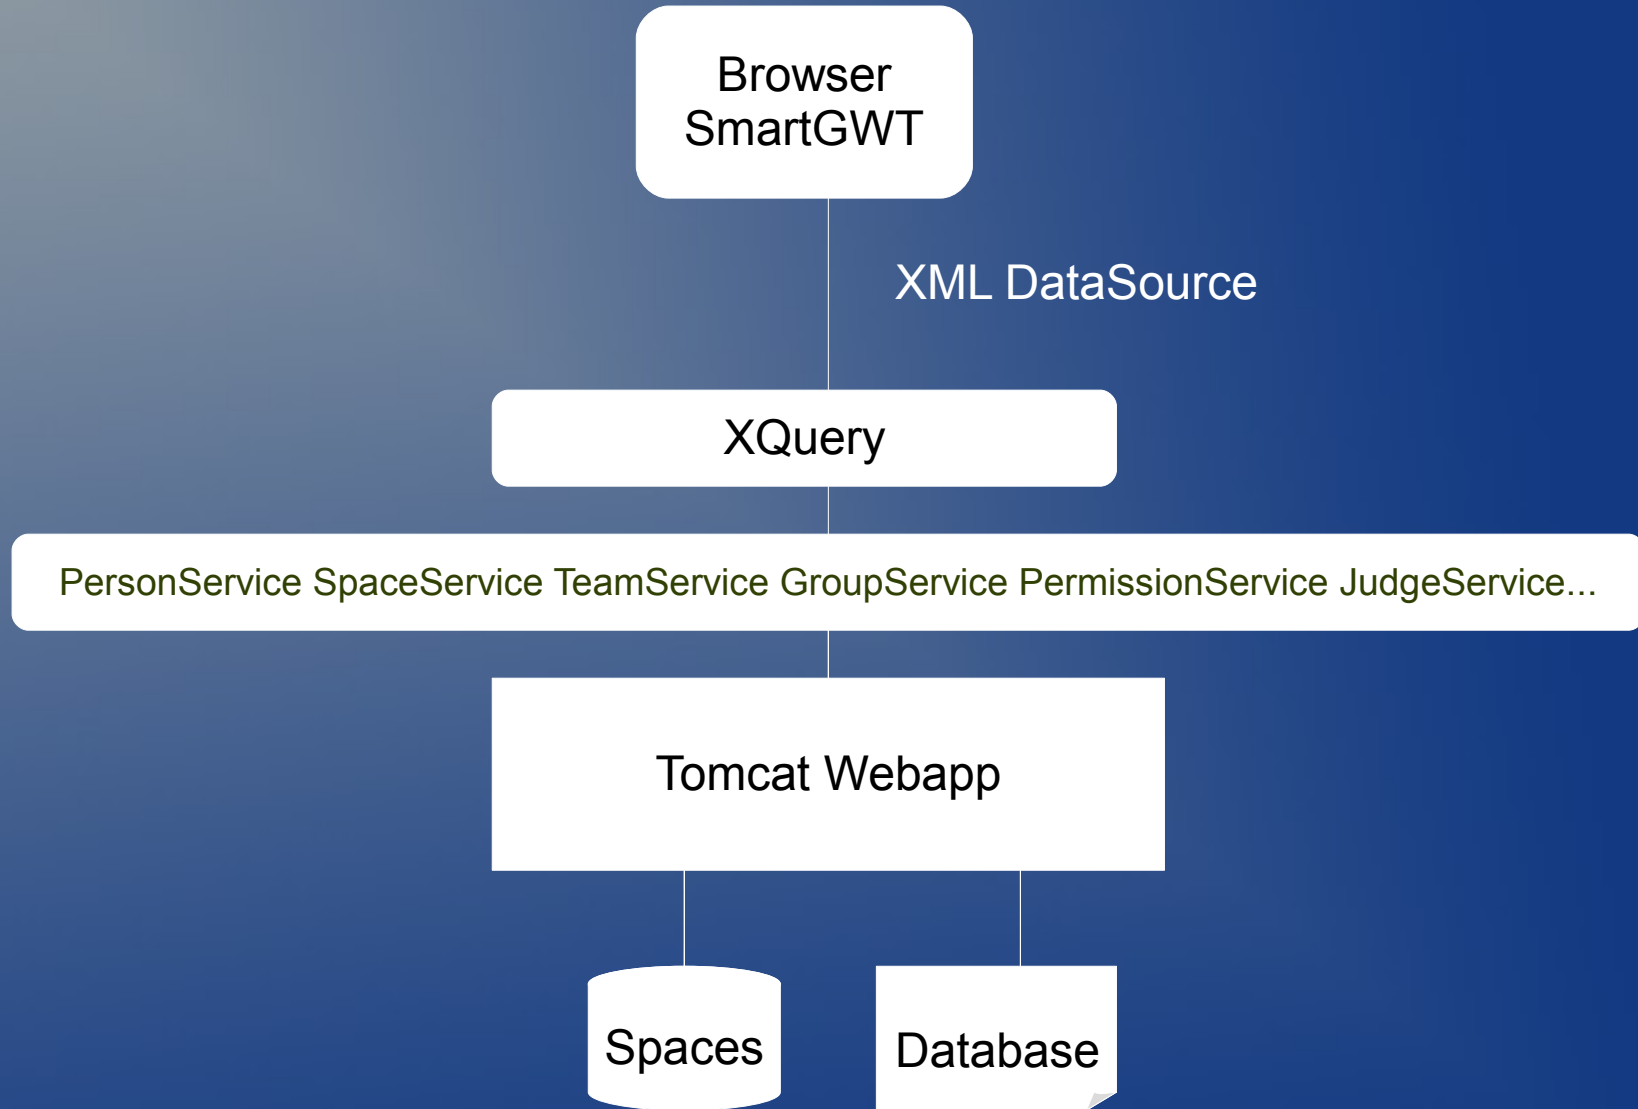 Browser
SmartGWT
XML DataSource
XQuery
PersonService SpaceService TeamService GroupService PermissionService JudgeService...
Tomcat Webapp
Spaces
Database